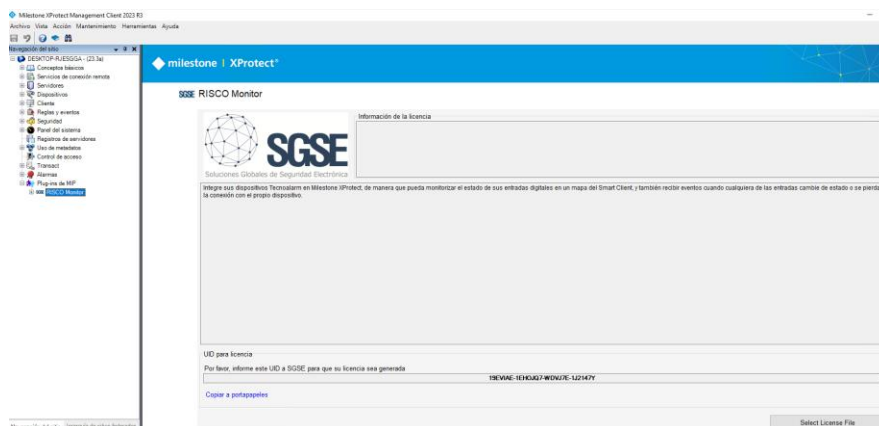 Milestone XProtect Management Client 2023 R3
Archivo Vista Acción Mantenimiento Herramientas Ayuda
Navegación del sitio
DESKTOP-RJESGGA - (23.3a)
Conceptos básicos
Servicios de conexión remota
Servidores
Dispositivos
Cliente
Reglas y eventos
Seguridad
Panel del sistema
Registros de servidores
Uso de metadatos
Control de acceso
Transact
Alarmas
Plug-ins de MIP
RISCO Monitor
milestone | XProtect®
SGSE RISCO Monitor
SGSE
Soluciones Globales de Seguridad Electrónica
Información de la licencia
Integre sus dispositivos Tecnoalarm en Milestone XProtect, de manera que pueda monitorizar el estado de sus entradas digitales en un mapa del Smart Client, y también recibir eventos cuando cualquiera de las entradas cambie de estado o se pierda
la conexión con el propio dispositivo.
UID para licencia
Por favor, informe este UID a SGSE para que su licencia sea generada
19EVIAE-1EHOJQ7-WDVJ7E-1J2147Y
Copiar a portapapeles
Select License File